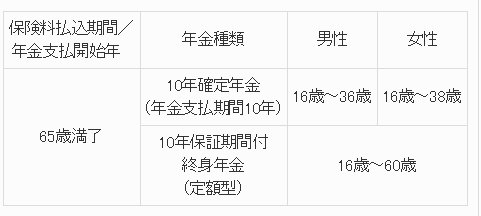 保険料払込期間／
年金支払開始年
年金種類
男性
女性
65歳満了
10年確定年金
（年金支払期間10年）
16歳～36歳
16歳～38歳
10年保証期間付
終身年金
（定額型）
16歳～60歳